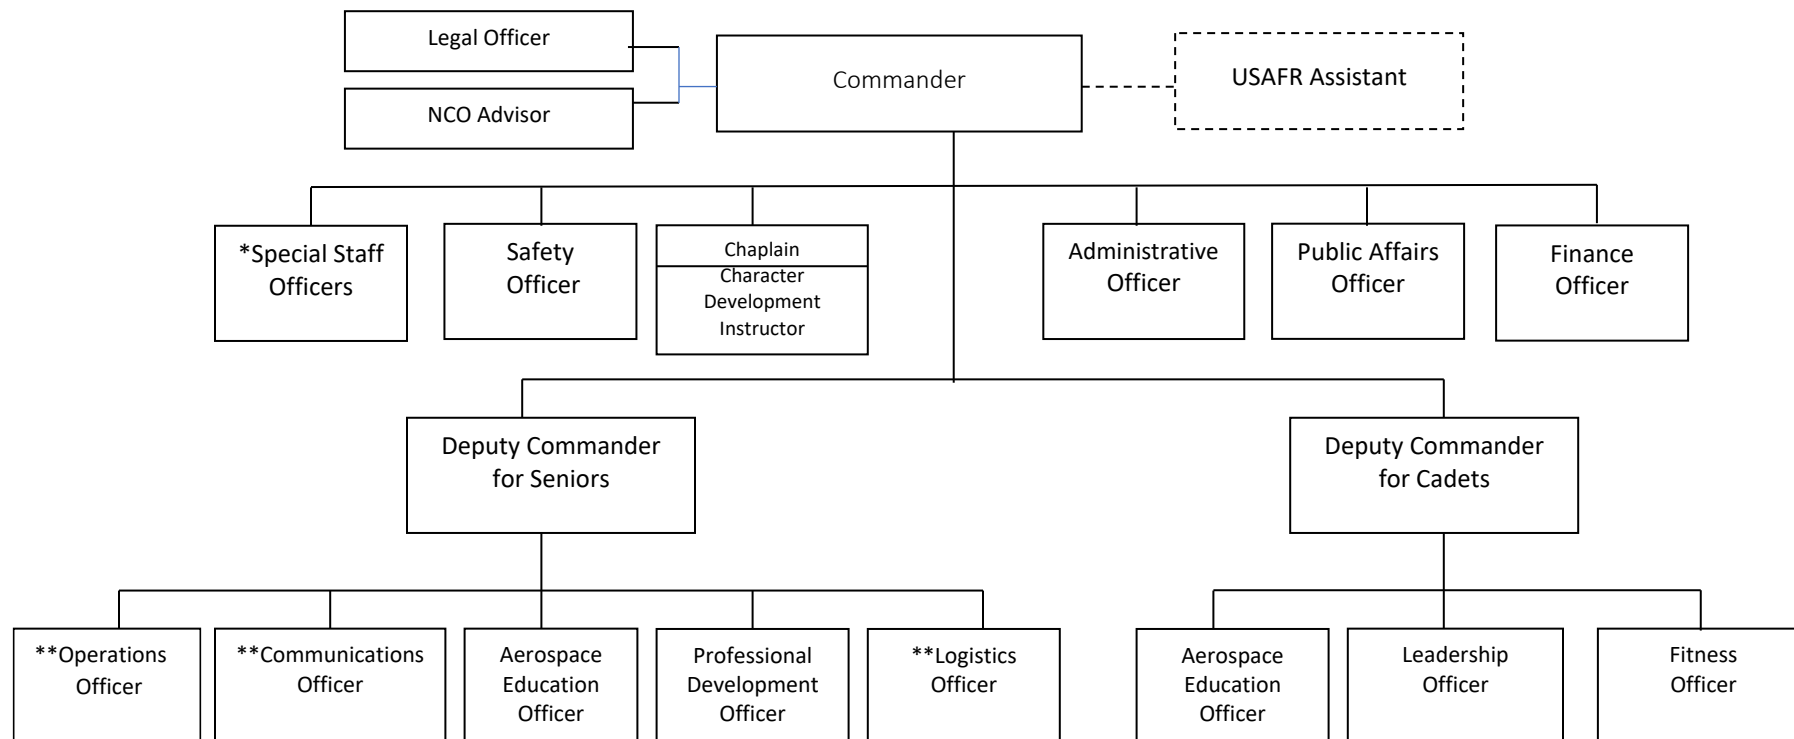 Legal Officer
Commander
USAFR Assistant
NCO Advisor
*Special Staff
Officers
Safety
Officer
Chaplain
Character
Development
Instructor
Administrative
Officer
Public Affairs
Officer
Finance
Officer
Deputy Commander
for Seniors
Deputy Commander
for Cadets
**Operations
Officer
**Communications
Officer
Aerospace
Education
Officer
Professional
Development
Officer
**Logistics
Officer
Aerospace
Education
Officer
Leadership
Officer
Fitness
Officer